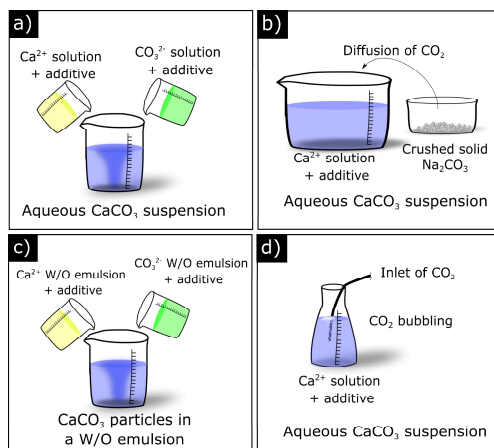 a)
Ca²⁺ solution
+ additive
CO₃²⁻ solution
+ additive
Aqueous CaCO₃ suspension
b)
Diffusion of CO₂
Ca²⁺ solution
+ additive
Crushed solid
Na₂CO₃
Aqueous CaCO₃ suspension
c)
Ca²⁺ W/O emulsion
+ additive
CO₃²⁻ W/O emulsion
+ additive
CaCO₃ particles in
a W/O emulsion
d)
Inlet of CO₂
CO₂ bubbling
Ca²⁺ solution
+ additive
Aqueous CaCO₃ suspension